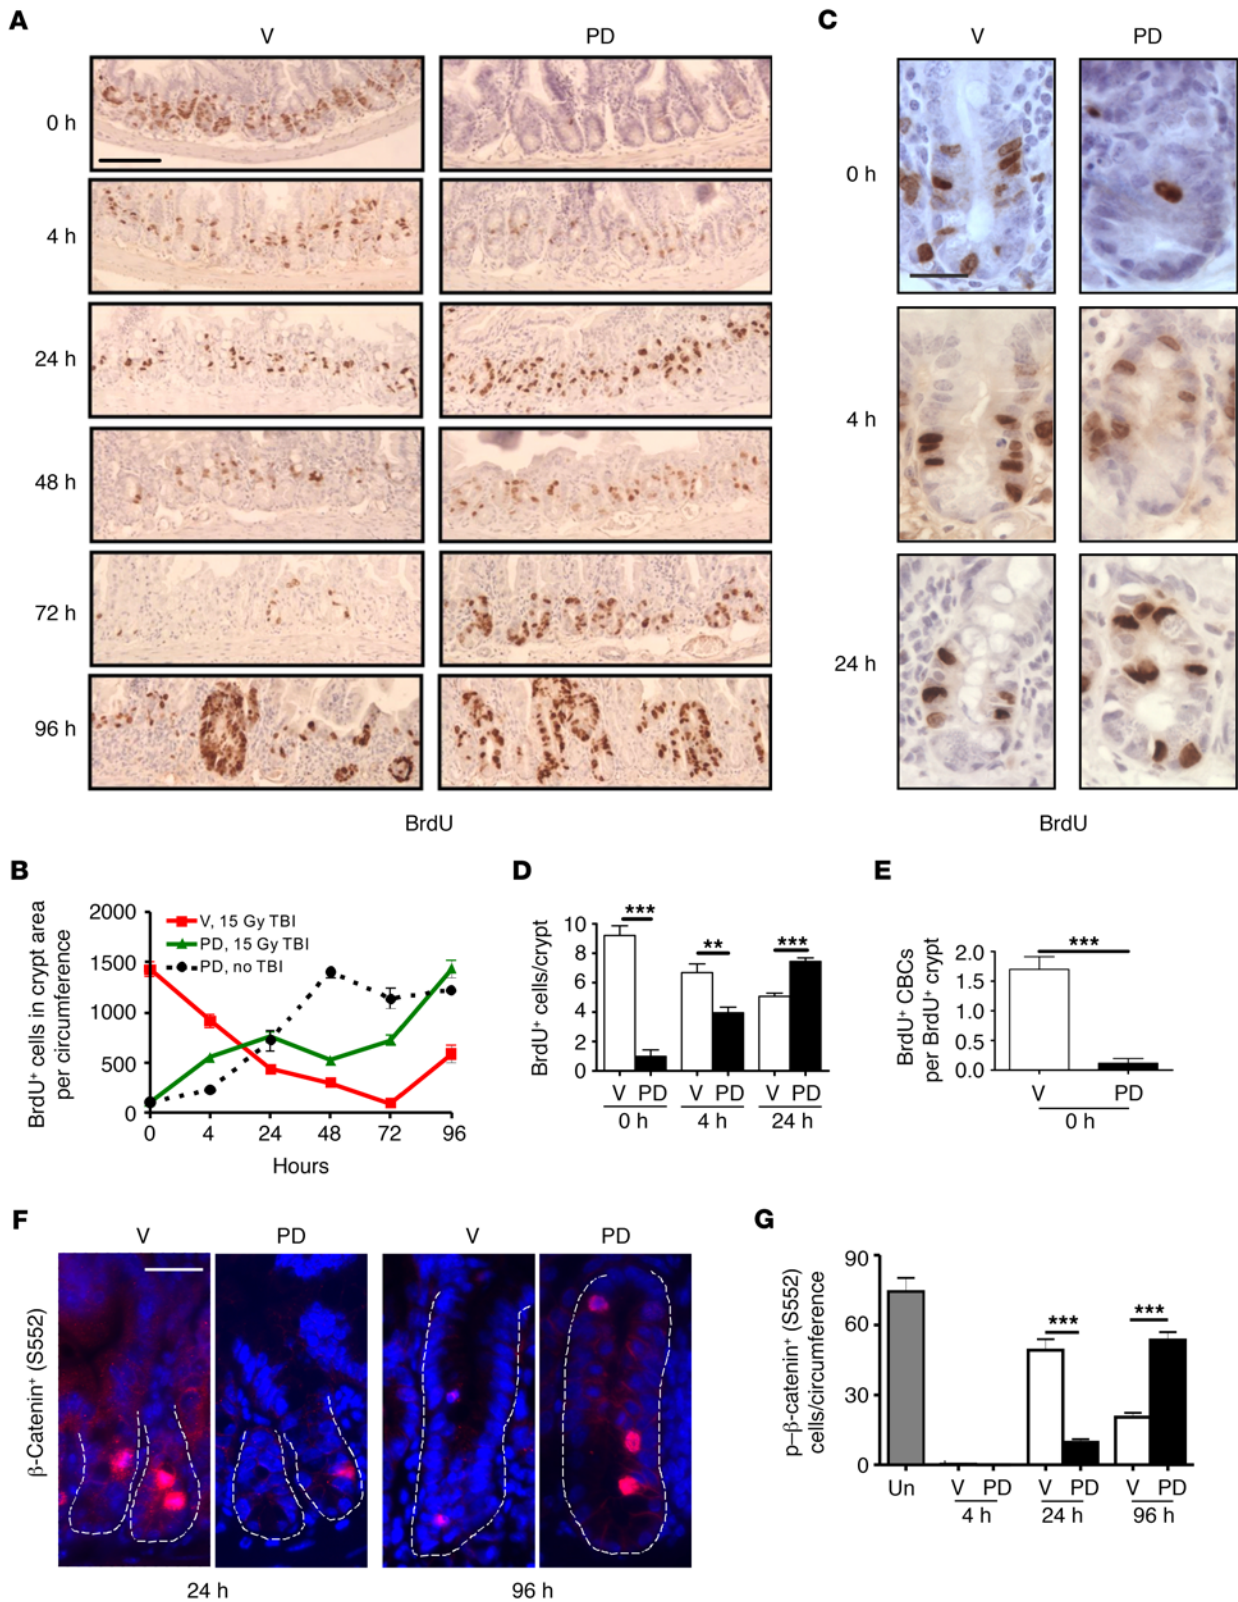 A
V
PD
0 h
4 h
24 h
48 h
72 h
96 h
BrdU
C
V
PD
0 h
4 h
24 h
BrdU
B
BrdU⁺ cells in crypt area
per circumference
2000
1500
1000
500
0
V, 15 Gy TBI
PD, 15 Gy TBI
PD, no TBI
0 4 24 48 72 96
Hours
D
BrdU⁺ cells/crypt
10
8
6
4
2
0
*** ** ***
V PD V PD V PD
0 h 4 h 24 h
E
BrdU⁺ CBCs
per BrdU⁺ crypt
2.0
1.5
1.0
0.5
0.0
***
V PD
0 h
F
V PD V PD
β-Catenin⁺ (S552)
24 h 96 h
G
p–β-catenin⁺ (S552)
cells/circumference
90
60
30
0
*** ***
Un V PD V PD V PD
4 h 24 h 96 h